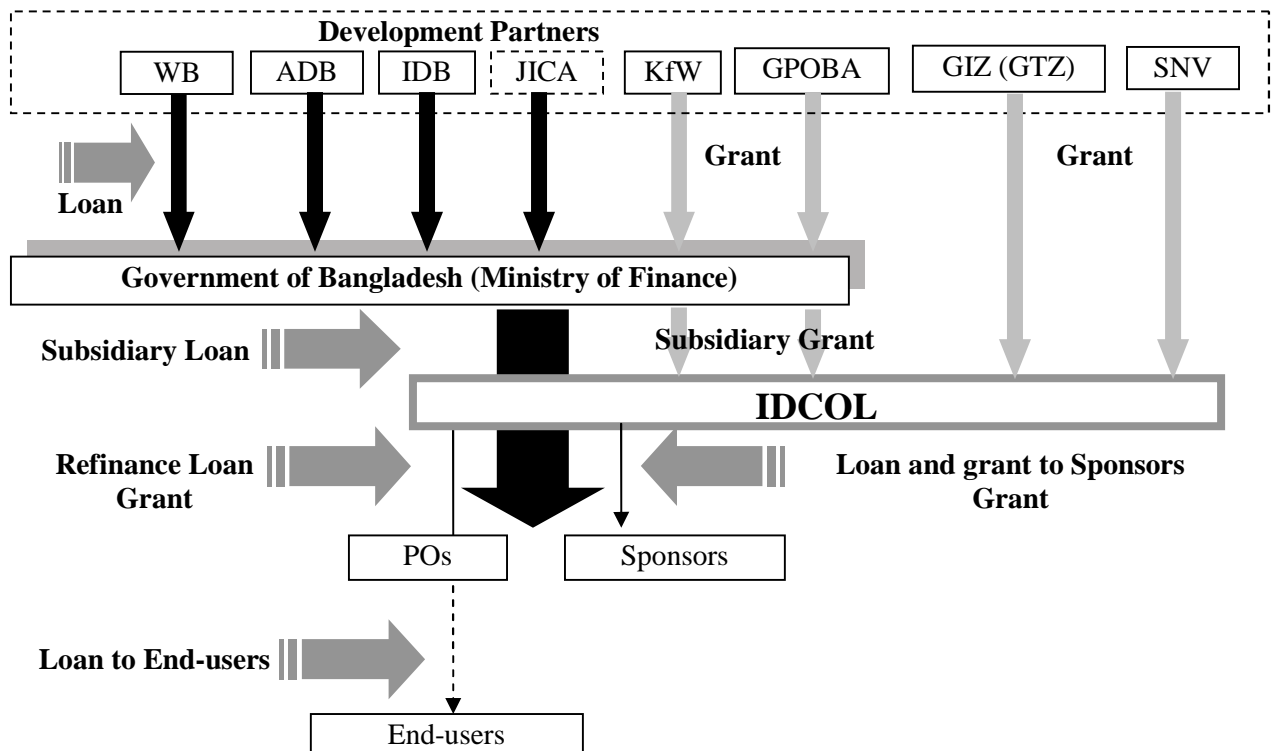 Development Partners
WB
ADB
IDB
JICA
KfW
GPOBA
GIZ (GTZ)
SNV
Loan
Grant
Grant
Government of Bangladesh (Ministry of Finance)
Subsidiary Loan
Subsidiary Grant
IDCOL
Refinance Loan
Grant
Loan and grant to Sponsors
Grant
POs
Sponsors
Loan to End-users
End-users